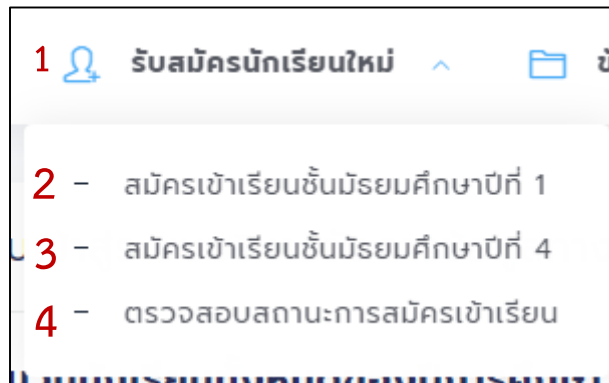 1 รับสมัครนักเรียนใหม่
2 - สมัครเข้าเรียนชั้นมัธยมศึกษาปีที่ 1
3 - สมัครเข้าเรียนชั้นมัธยมศึกษาปีที่ 4
4 - ตรวจสอบสถานะการสมัครเข้าเรียน